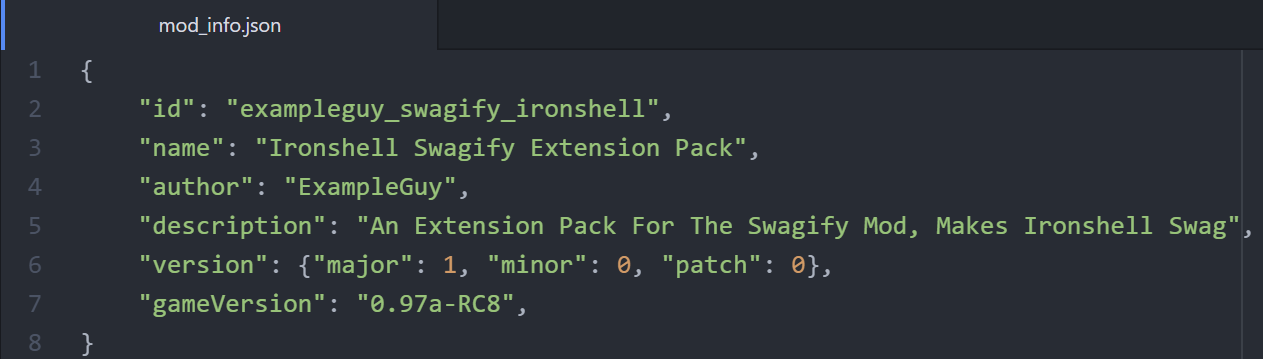 mod_info.json
1 {
2 "id": "exampleguy_swagify_ironshell",
3 "name": "Ironshell Swagify Extension Pack",
4 "author": "ExampleGuy",
5 "description": "An Extension Pack For The Swagify Mod, Makes Ironshell Swag",
6 "version": {"major": 1, "minor": 0, "patch": 0},
7 "gameVersion": "0.97a-RC8",
8 }